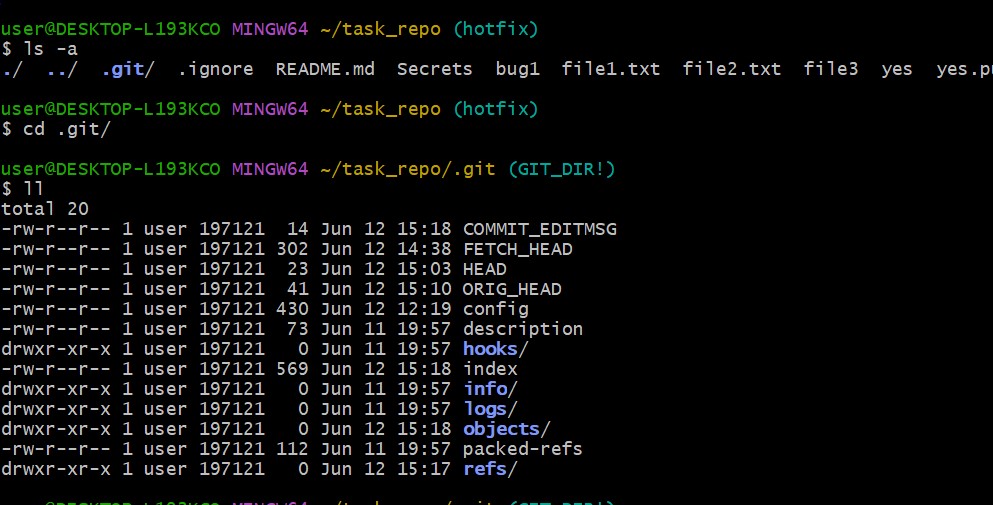 user@DESKTOP-L193KCO MINGW64 ~/task_repo (hotfix)
$ ls -a
./ ../ .git/ .ignore README.md Secrets bug1 file1.txt file2.txt file3 yes
user@DESKTOP-L193KCO MINGW64 ~/task_repo (hotfix)
$ cd .git/
user@DESKTOP-L193KCO MINGW64 ~/task_repo/.git (GIT_DIR!)
$ ll
total 20
-rw-r--r-- 1 user 197121 14 Jun 12 15:18 COMMIT_EDITMSG
-rw-r--r-- 1 user 197121 302 Jun 12 14:38 FETCH_HEAD
-rw-r--r-- 1 user 197121 23 Jun 12 15:03 HEAD
-rw-r--r-- 1 user 197121 41 Jun 12 15:10 ORIG_HEAD
-rw-r--r-- 1 user 197121 430 Jun 12 12:19 config
-rw-r--r-- 1 user 197121 73 Jun 11 19:57 description
drwxr-xr-x 1 user 197121 0 Jun 11 19:57 hooks/
-rw-r--r-- 1 user 197121 569 Jun 12 15:18 index
drwxr-xr-x 1 user 197121 0 Jun 11 19:57 info/
drwxr-xr-x 1 user 197121 0 Jun 11 19:57 logs/
drwxr-xr-x 1 user 197121 0 Jun 12 15:18 objects/
-rw-r--r-- 1 user 197121 112 Jun 11 19:57 packed-refs
drwxr-xr-x 1 user 197121 0 Jun 12 15:17 refs/